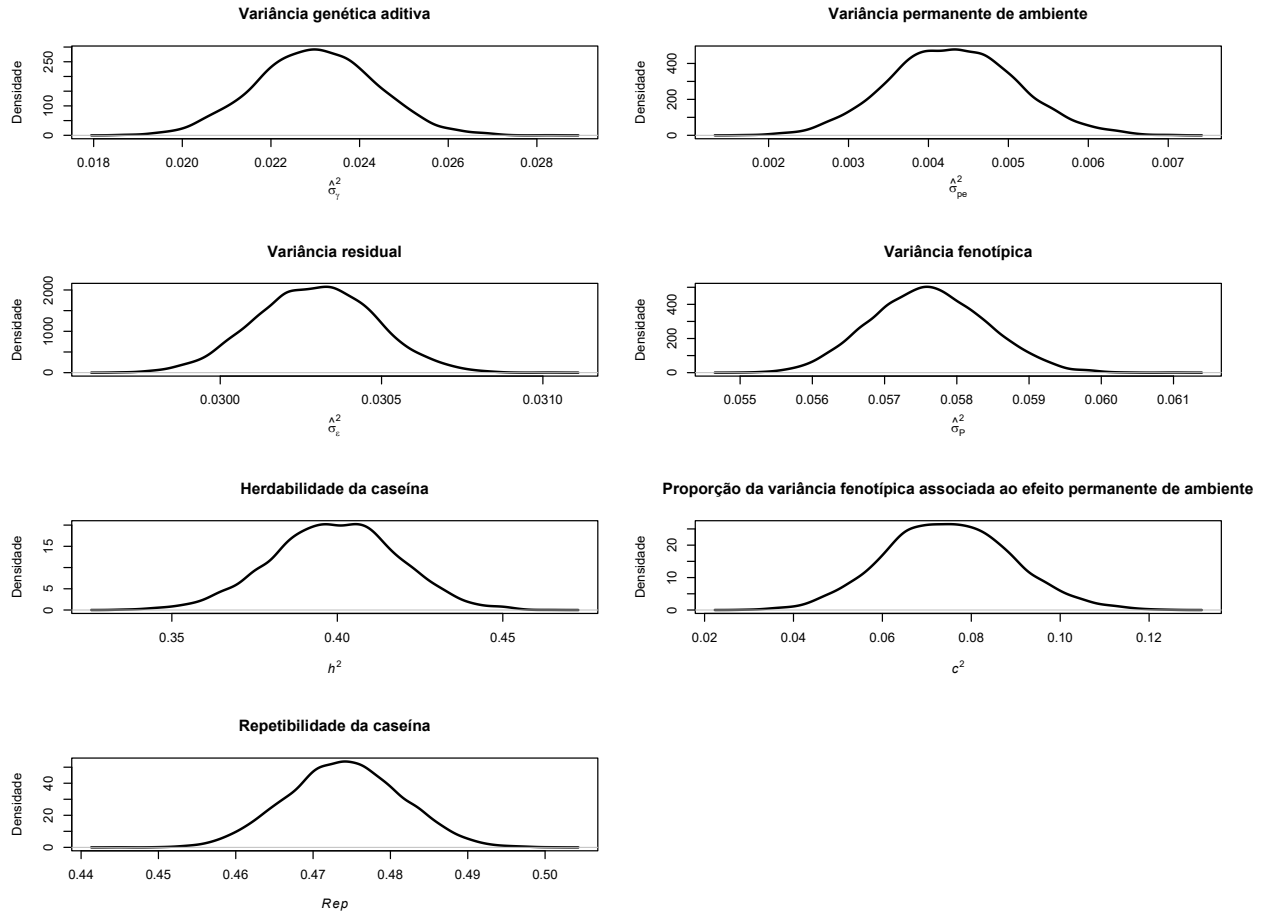 Variância genética aditiva
Densidade
0 100 250
0.018 0.020 0.022 0.024 0.026 0.028
σ̂²γ
Variância permanente de ambiente
Densidade
0 200 400
0.002 0.003 0.004 0.005 0.006 0.007
σ̂²pe
Variância residual
Densidade
0 1000 2000
0.0300 0.0305 0.0310
σ̂²ε
Variância fenotípica
Densidade
0 200 400
0.055 0.056 0.057 0.058 0.059 0.060 0.061
σ̂²P
Herdabilidade da caseína
Densidade
0 5 15
0.35 0.40 0.45
h²
Proporção da variância fenotípica associada ao efeito permanente de ambiente
Densidade
0 10 20
0.02 0.04 0.06 0.08 0.10 0.12
c²
Repetibilidade da caseína
Densidade
0 20 40
0.44 0.45 0.46 0.47 0.48 0.49 0.50
Rep